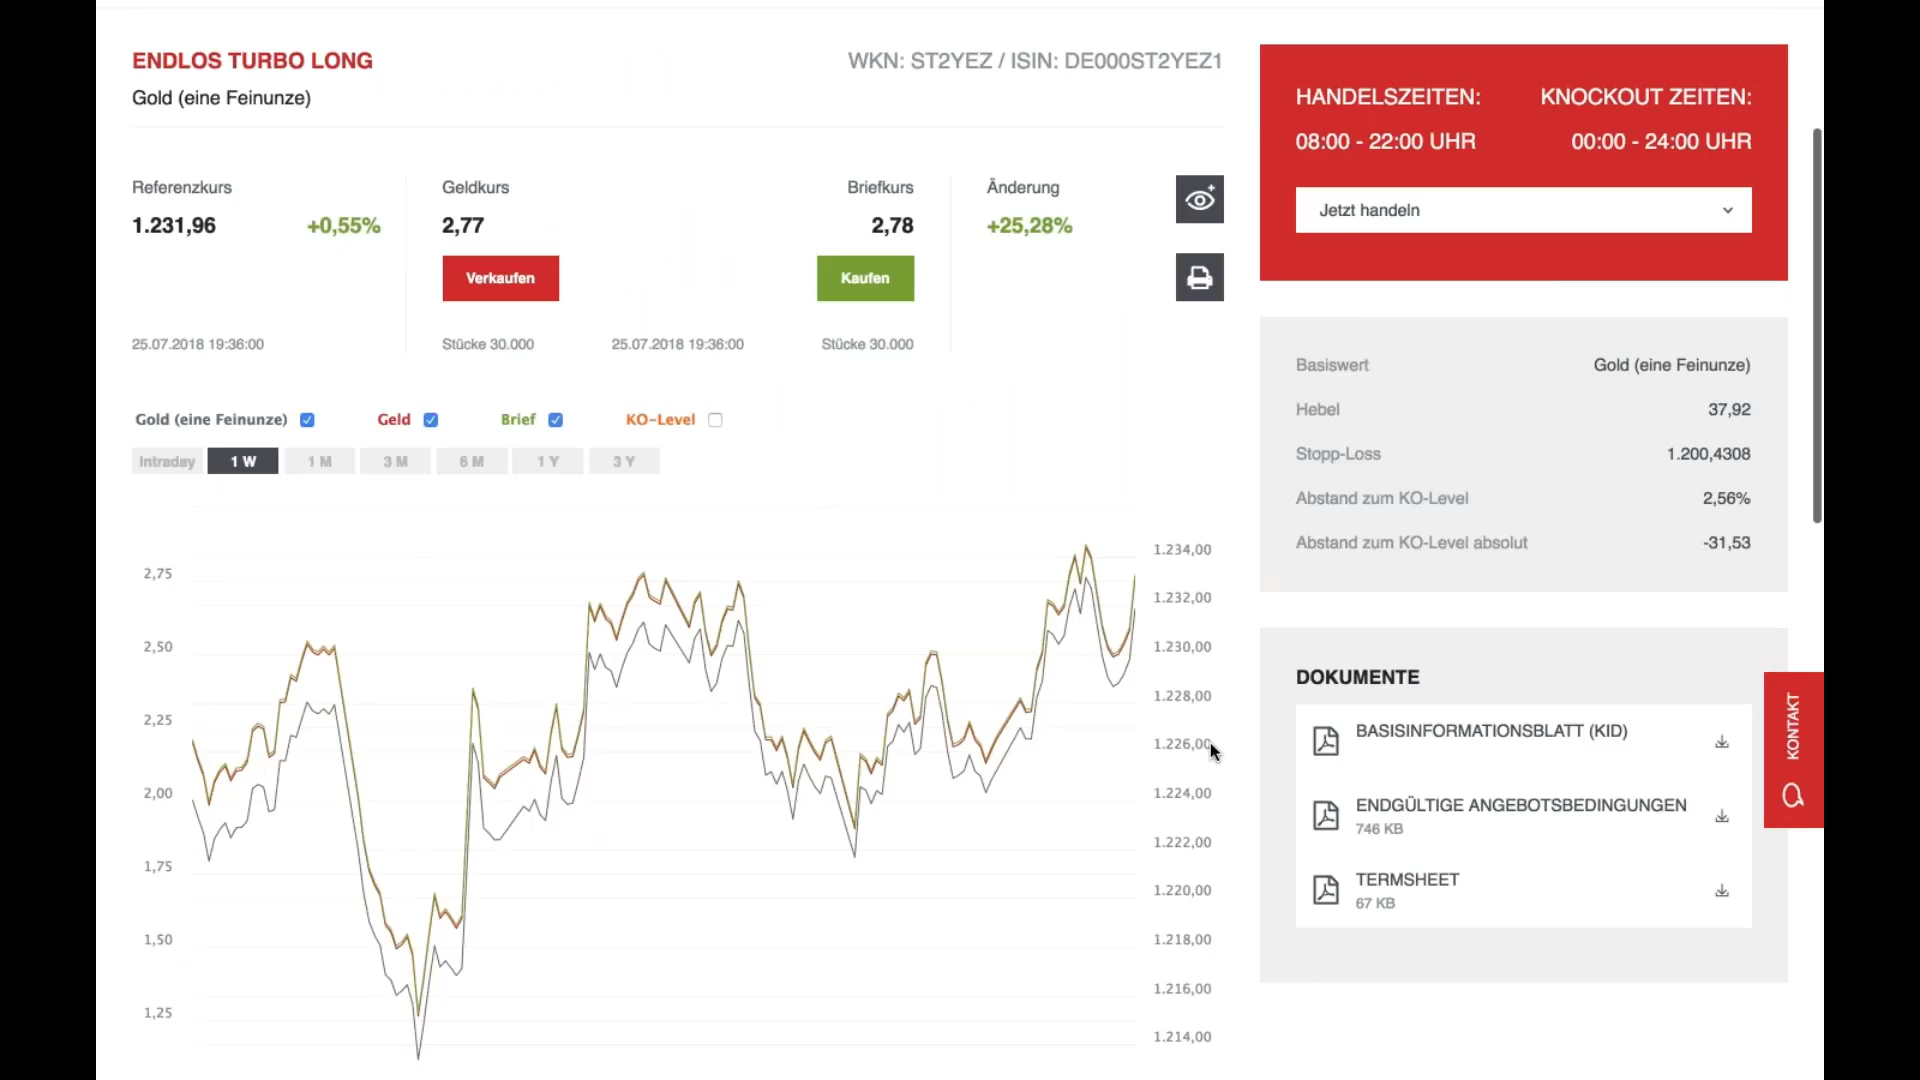 ENDLOS TURBO LONG
WKN: ST2YEZ / ISIN: DE000ST2YEZ1
Gold (eine Feinunze)
Referenzkurs
1.231,96 +0,55%
25.07.2018 19:36:00
Geldkurs
2,77
Verkaufen
Stücke 30.000
25.07.2018 19:36:00
Briefkurs
2,78
Kaufen
Stücke 30.000
Änderung
+25,28%
Gold (eine Feinunze) Geld Brief KO-Level
Intraday 1 W 1 M 3 M 6 M 1 Y 3 Y
2,75
2,50
2,25
2,00
1,75
1,50
1,25
1.234,00
1.232,00
1.230,00
1.228,00
1.226,00
1.224,00
1.222,00
1.220,00
1.218,00
1.216,00
1.214,00
HANDELSZEITEN: KNOCKOUT ZEITEN:
08:00 - 22:00 UHR 00:00 - 24:00 UHR
Jetzt handeln
Basiswert Gold (eine Feinunze)
Hebel 37,92
Stopp-Loss 1.200,4308
Abstand zum KO-Level 2,56%
Abstand zum KO-Level absolut -31,53
DOKUMENTE
BASISINFORMATIONSBLATT (KID)
ENDGÜLTIGE ANGEBOTSBEDINGUNGEN
746 KB
TERMSHEET
67 KB
KONTAKT